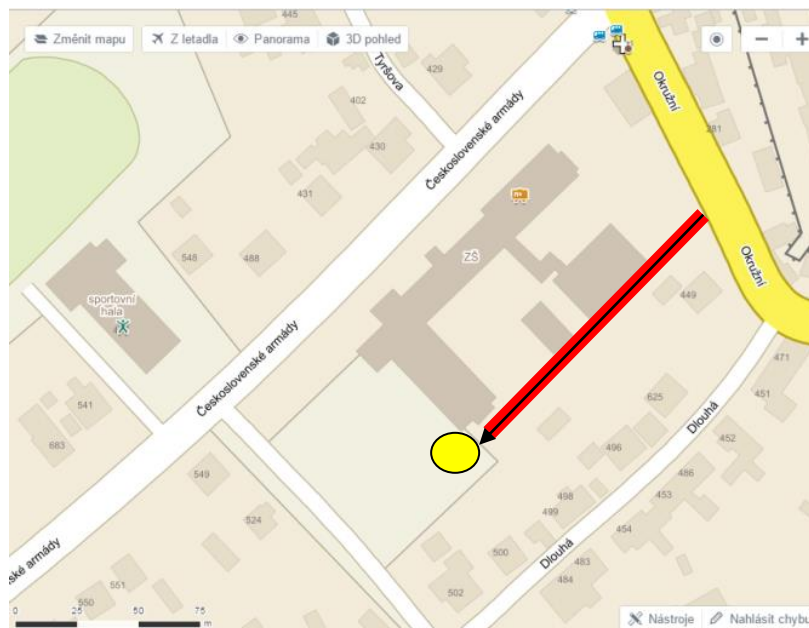 445
Změnit mapu
Z letadla
Panorama
3D pohled
Tyršova
429
402
430
431
Československé armády
Okružní
281
548
488
ZŠ
sportovní
hala
Okružní
449
Československé armády
541
683
549
524
625
Dlouhá
471
451
452
496
486
453
498
499
454
500
Dlouhá
483
484
502
ské armády
551
550
0 25 50 75
m
Nástroje
Nahlásit chybu